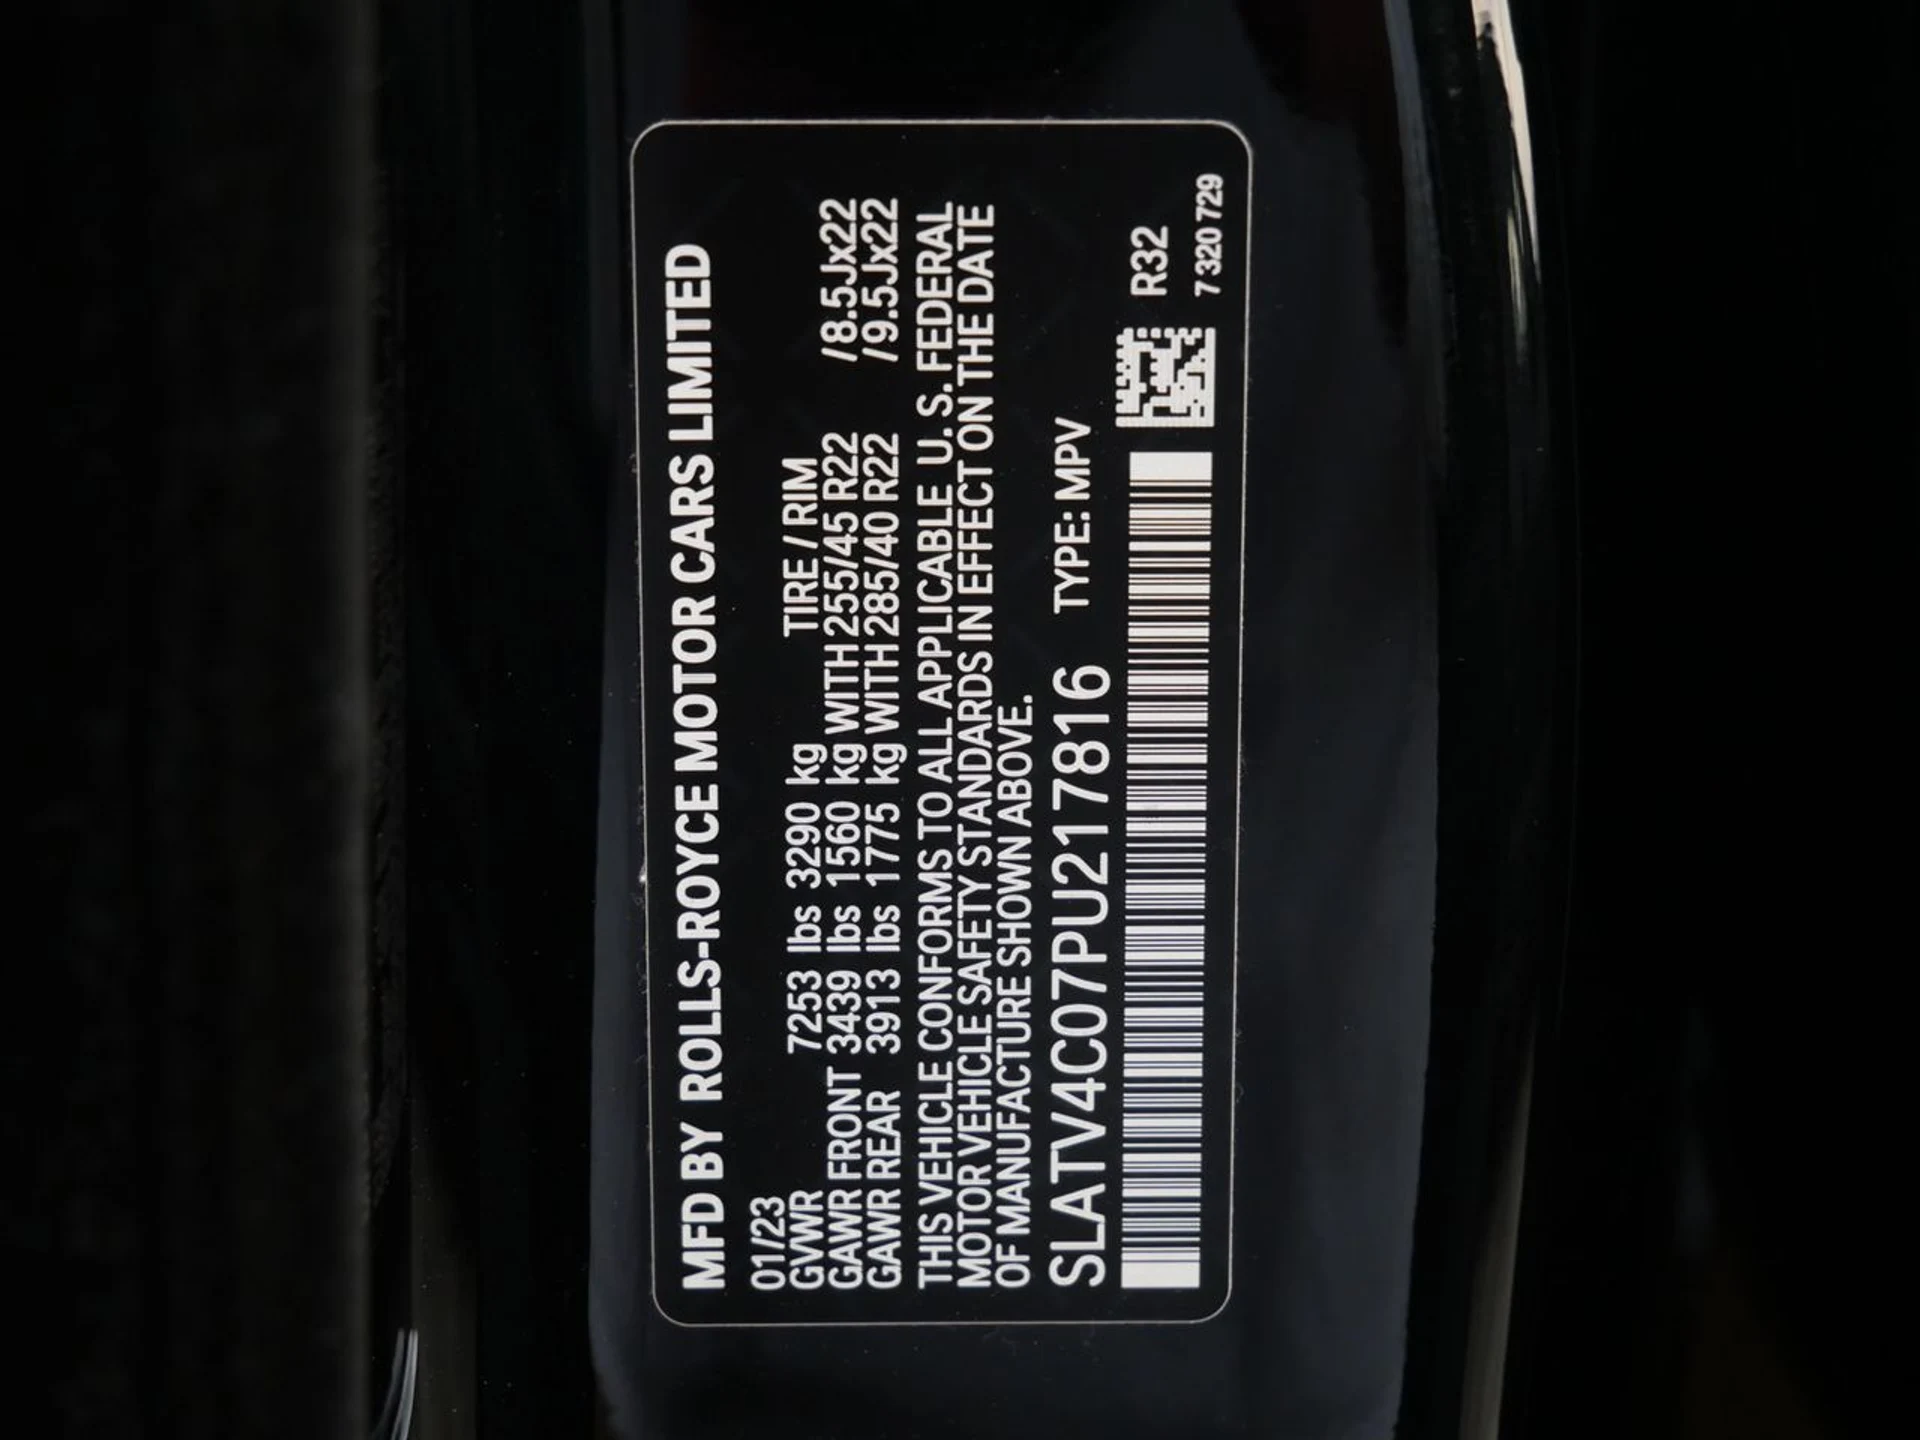 MFD BY ROLLS-ROYCE MOTOR CARS LIMITED
01/23
GVWR 7253 lbs 3290 kg TIRE / RIM
GAWR FRONT 3439 lbs 1560 kg WITH 255/45 R22 /8.5Jx22
GAWR REAR 3913 lbs 1775 kg WITH 285/40 R22 /9.5Jx22
THIS VEHICLE CONFORMS TO ALL APPLICABLE U.S. FEDERAL
MOTOR VEHICLE SAFETY STANDARDS IN EFFECT ON THE DATE
OF MANUFACTURE SHOWN ABOVE.
SLATV4C07PU217816 TYPE: MPV
R32
7 320 729